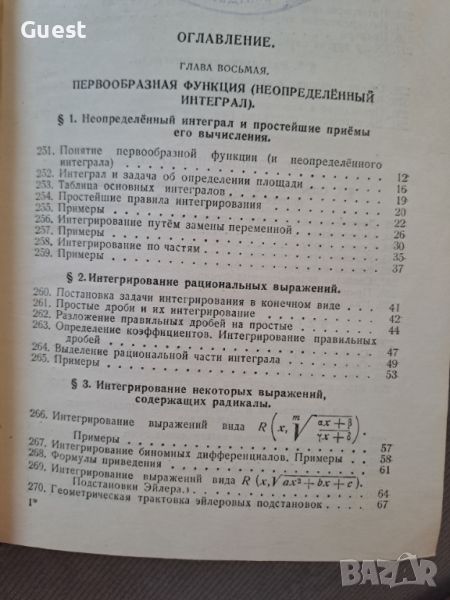 Guest
ОГЛАВЛЕНИЕ.
ГЛАВА ВОСЬМАЯ.
ПЕРВООБРАЗНАЯ ФУНКЦИЯ (НЕОПРЕДЕЛЁННЫЙ
ИНТЕГРАЛ).
§ 1. Неопределённый интеграл и простейшие приёмы
его вычисления.
251. Понятие первообразной функции (и неопределённого
интеграла) . . . . . . . . . . 12
252. Интеграл и задача об определении площади . . . . . 16
253. Таблица основных интегралов . . . . . . . . 19
254. Простейшие правила интегрирования . . . . . . . 20
255. Примеры . . . . . . . . . . 22
256. Интегрирование путём замены переменной . . . . . 26
257. Примеры . . . . . . . . . . 30
258. Интегрирование по частям . . . . . . . . 35
259. Примеры . . . . . . . . . . 37
§ 2. Интегрирование рациональных выражений.
260. Постановка задачи интегрирования в конечном виде . . 41
261. Простые дроби и их интегрирование . . . . . . 42
262. Разложение правильных дробей на простые . . . . 44
263. Определение коэффициентов. Интегрирование правильных
дробей . . . . . . . . . . 47
264. Выделение рациональной части интеграла . . . . . 49
265. Примеры . . . . . . . . . . 53
§ 3. Интегрирование некоторых выражений,
содержащих радикалы.
266. Интегрирование выражений вида R (x, ᵐ√((αx + β)/(γx + δ))).
Примеры . . . . . . . . . . 57
267. Интегрирование биномных дифференциалов. Примеры . . 58
268. Формулы приведения . . . . . . . . 61
269. Интегрирование выражений вида R (x, √(ax² + bx + c)).
Подстановки Эйлера . . . . . . . . 64
270. Геометрическая трактовка эйлеровых подстановок . . . 67
1*
BAZAR